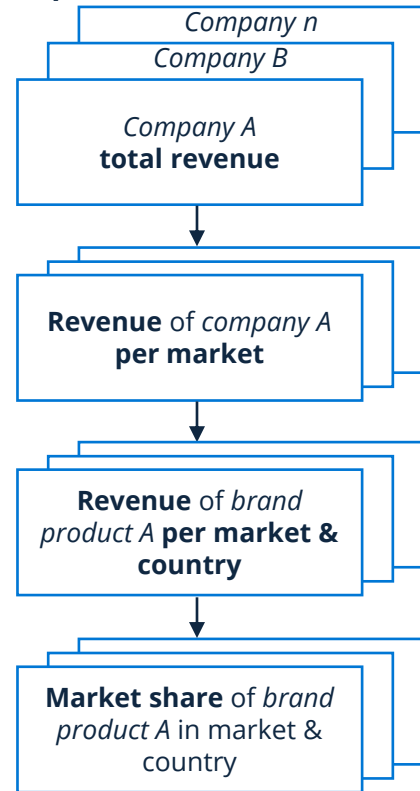 Company n
Company B
Company A
total revenue
Revenue of company A
per market
Revenue of brand
product A per market &
country
Market share of brand
product A in market &
country